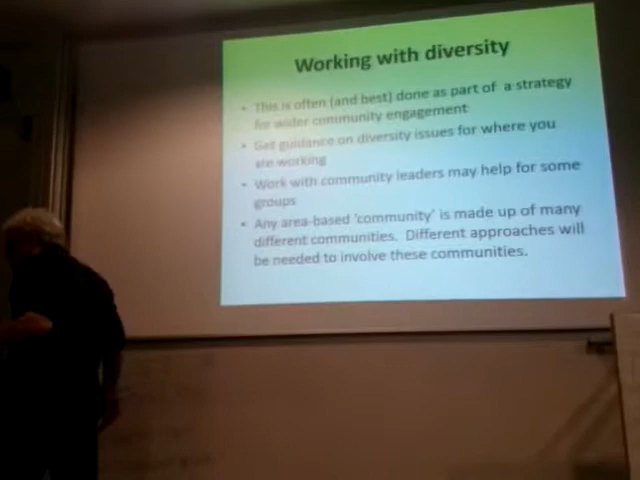 Working with diversity
• This is often (and best) done as part of a strategy
for wider community engagement
• Get guidance on diversity issues for where you
are working
• Work with community leaders may help for some
groups
• Any area-based 'community' is made up of many
different communities. Different approaches will
be needed to involve these communities.